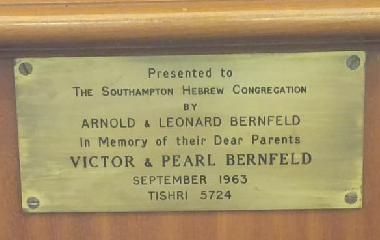 Presented to
THE SOUTHAMPTON HEBREW CONGREGATION
BY
ARNOLD & LEONARD BERNFELD
in Memory of their Dear Parents
VICTOR & PEARL BERNFELD
SEPTEMBER 1963
TISHRI 5724